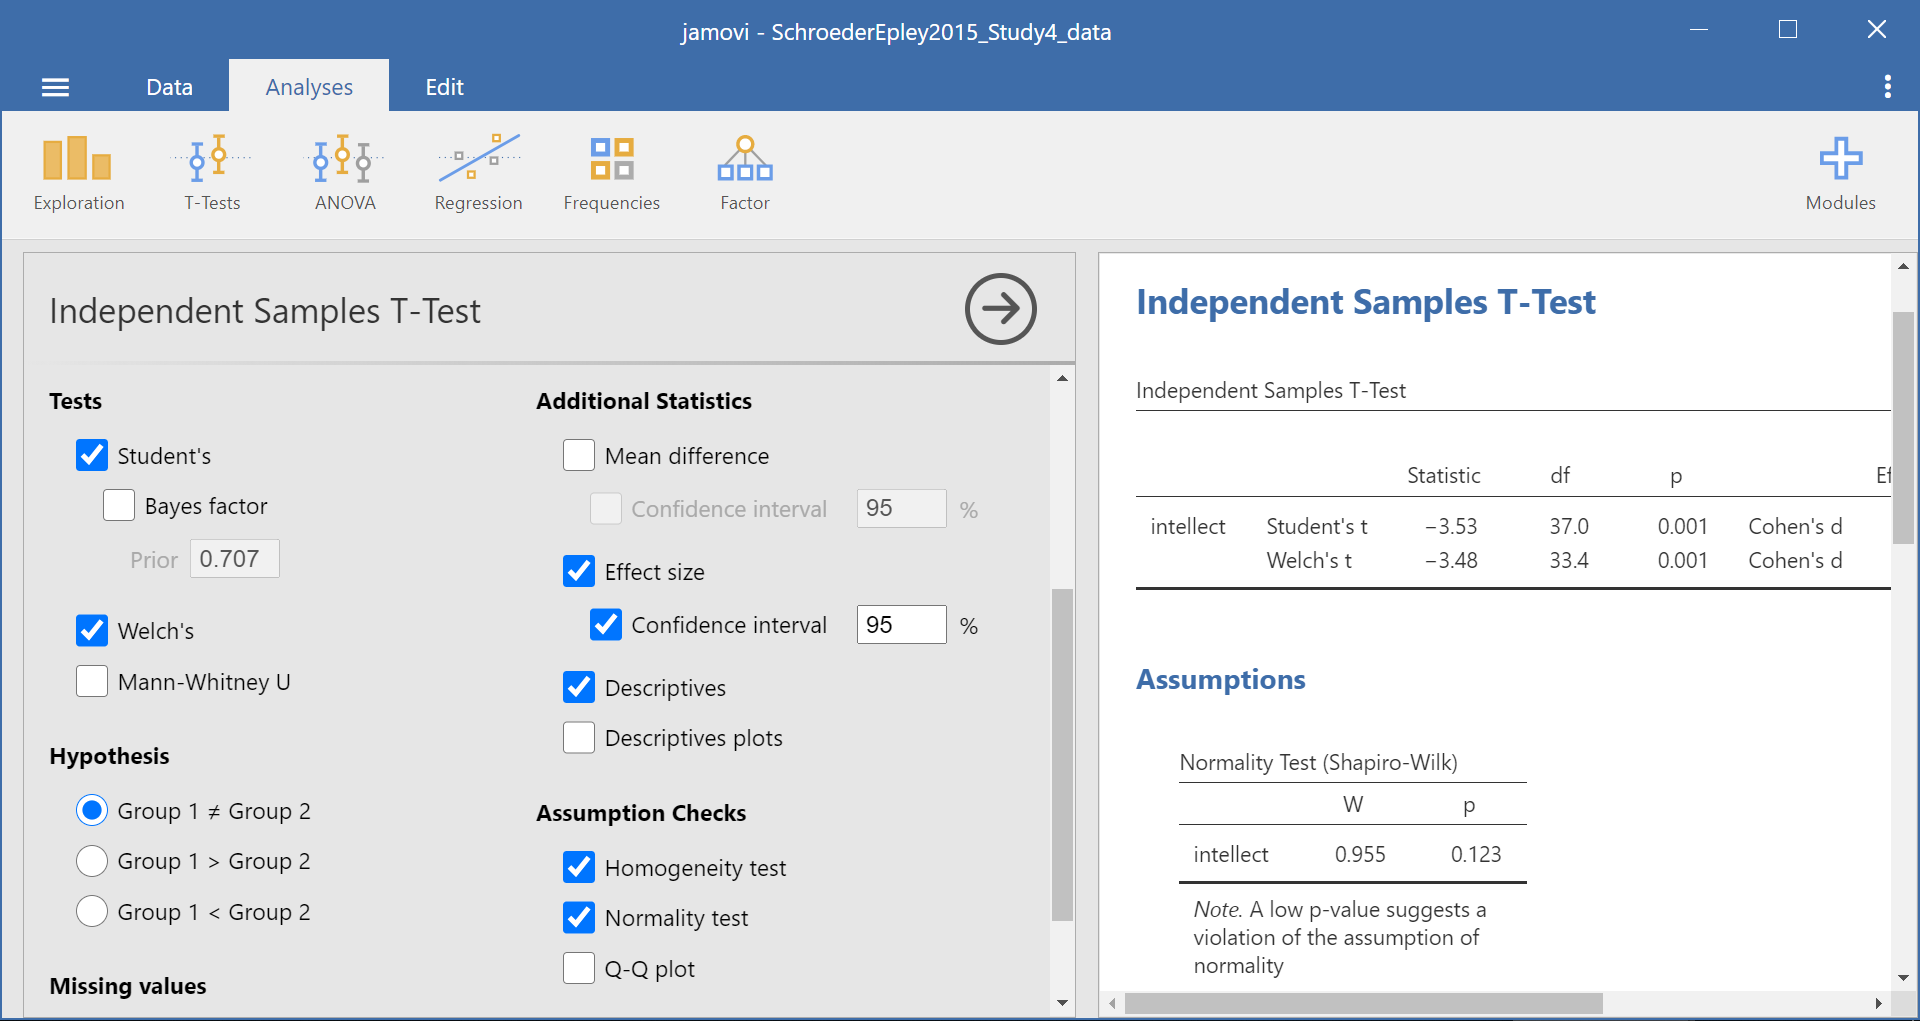 jamovi - SchroederEpley2015_Study4_data
Data Analyses Edit
Exploration T-Tests ANOVA Regression Frequencies Factor Modules
Independent Samples T-Test
Tests
Student's
Bayes factor
Prior 0.707
Welch's
Mann-Whitney U
Hypothesis
Group 1 ≠ Group 2
Group 1 > Group 2
Group 1 < Group 2
Missing values
Additional Statistics
Mean difference
Confidence interval 95 %
Effect size
Confidence interval 95 %
Descriptives
Descriptives plots
Assumption Checks
Homogeneity test
Normality test
Q-Q plot
Independent Samples T-Test
Independent Samples T-Test
Statistic df p Ef
intellect Student's t −3.53 37.0 0.001 Cohen's d
Welch's t −3.48 33.4 0.001 Cohen's d
Assumptions
Normality Test (Shapiro-Wilk)
W p
intellect 0.955 0.123
Note. A low p-value suggests a
violation of the assumption of
normality